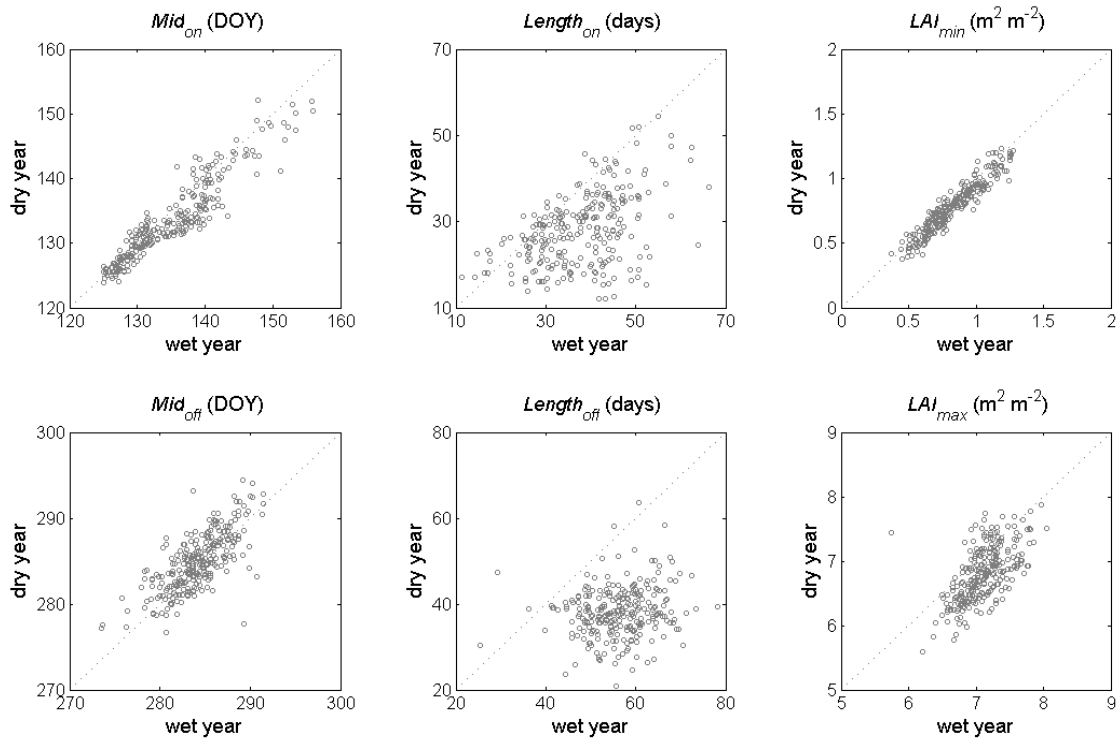 Mid_on (DOY)
160
150
140
130
120
120 130 140 150 160
dry year
wet year
Length_on (days)
70
50
30
10
10 30 50 70
dry year
wet year
LAI_min (m² m⁻²)
2
1.5
1
0.5
0
0 0.5 1 1.5 2
dry year
wet year
Mid_off (DOY)
300
290
280
270
270 280 290 300
dry year
wet year
Length_off (days)
80
60
40
20
20 40 60 80
dry year
wet year
LAI_max (m² m⁻²)
9
8
7
6
5
5 6 7 8 9
dry year
wet year